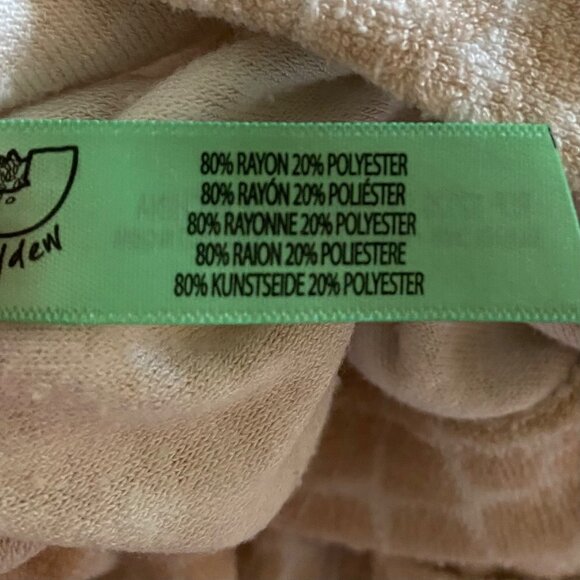 80% RAYON 20% POLYESTER
80% RAYÓN 20% POLIÉSTER
80% RAYONNE 20% POLYESTER
80% RAION 20% POLIESTERE
80% KUNSTSEIDE 20% POLYESTER
ydew